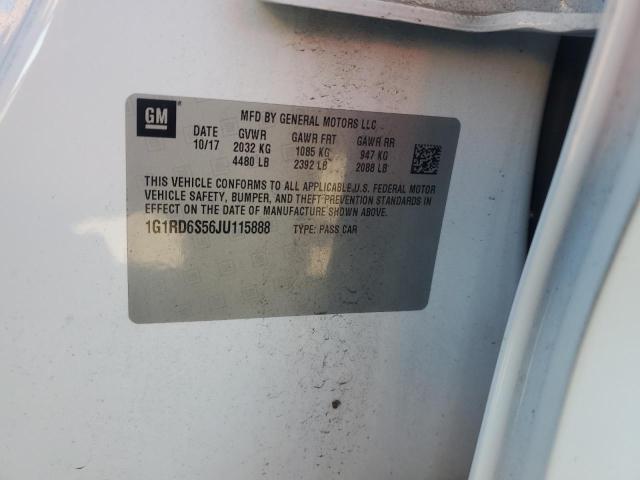 GM
MFD BY GENERAL MOTORS LLC
DATE GVWR GAWR FRT GAWR RR
10/17 2032 KG 1085 KG 947 KG
4480 LB 2392 LB 2088 LB
THIS VEHICLE CONFORMS TO ALL APPLICABLE U.S. FEDERAL MOTOR
VEHICLE SAFETY, BUMPER, AND THEFT PREVENTION STANDARDS
IN EFFECT ON THE DATE OF MANUFACTURE SHOWN ABOVE.
1G1RD6S56JU115888 TYPE: PASS CAR